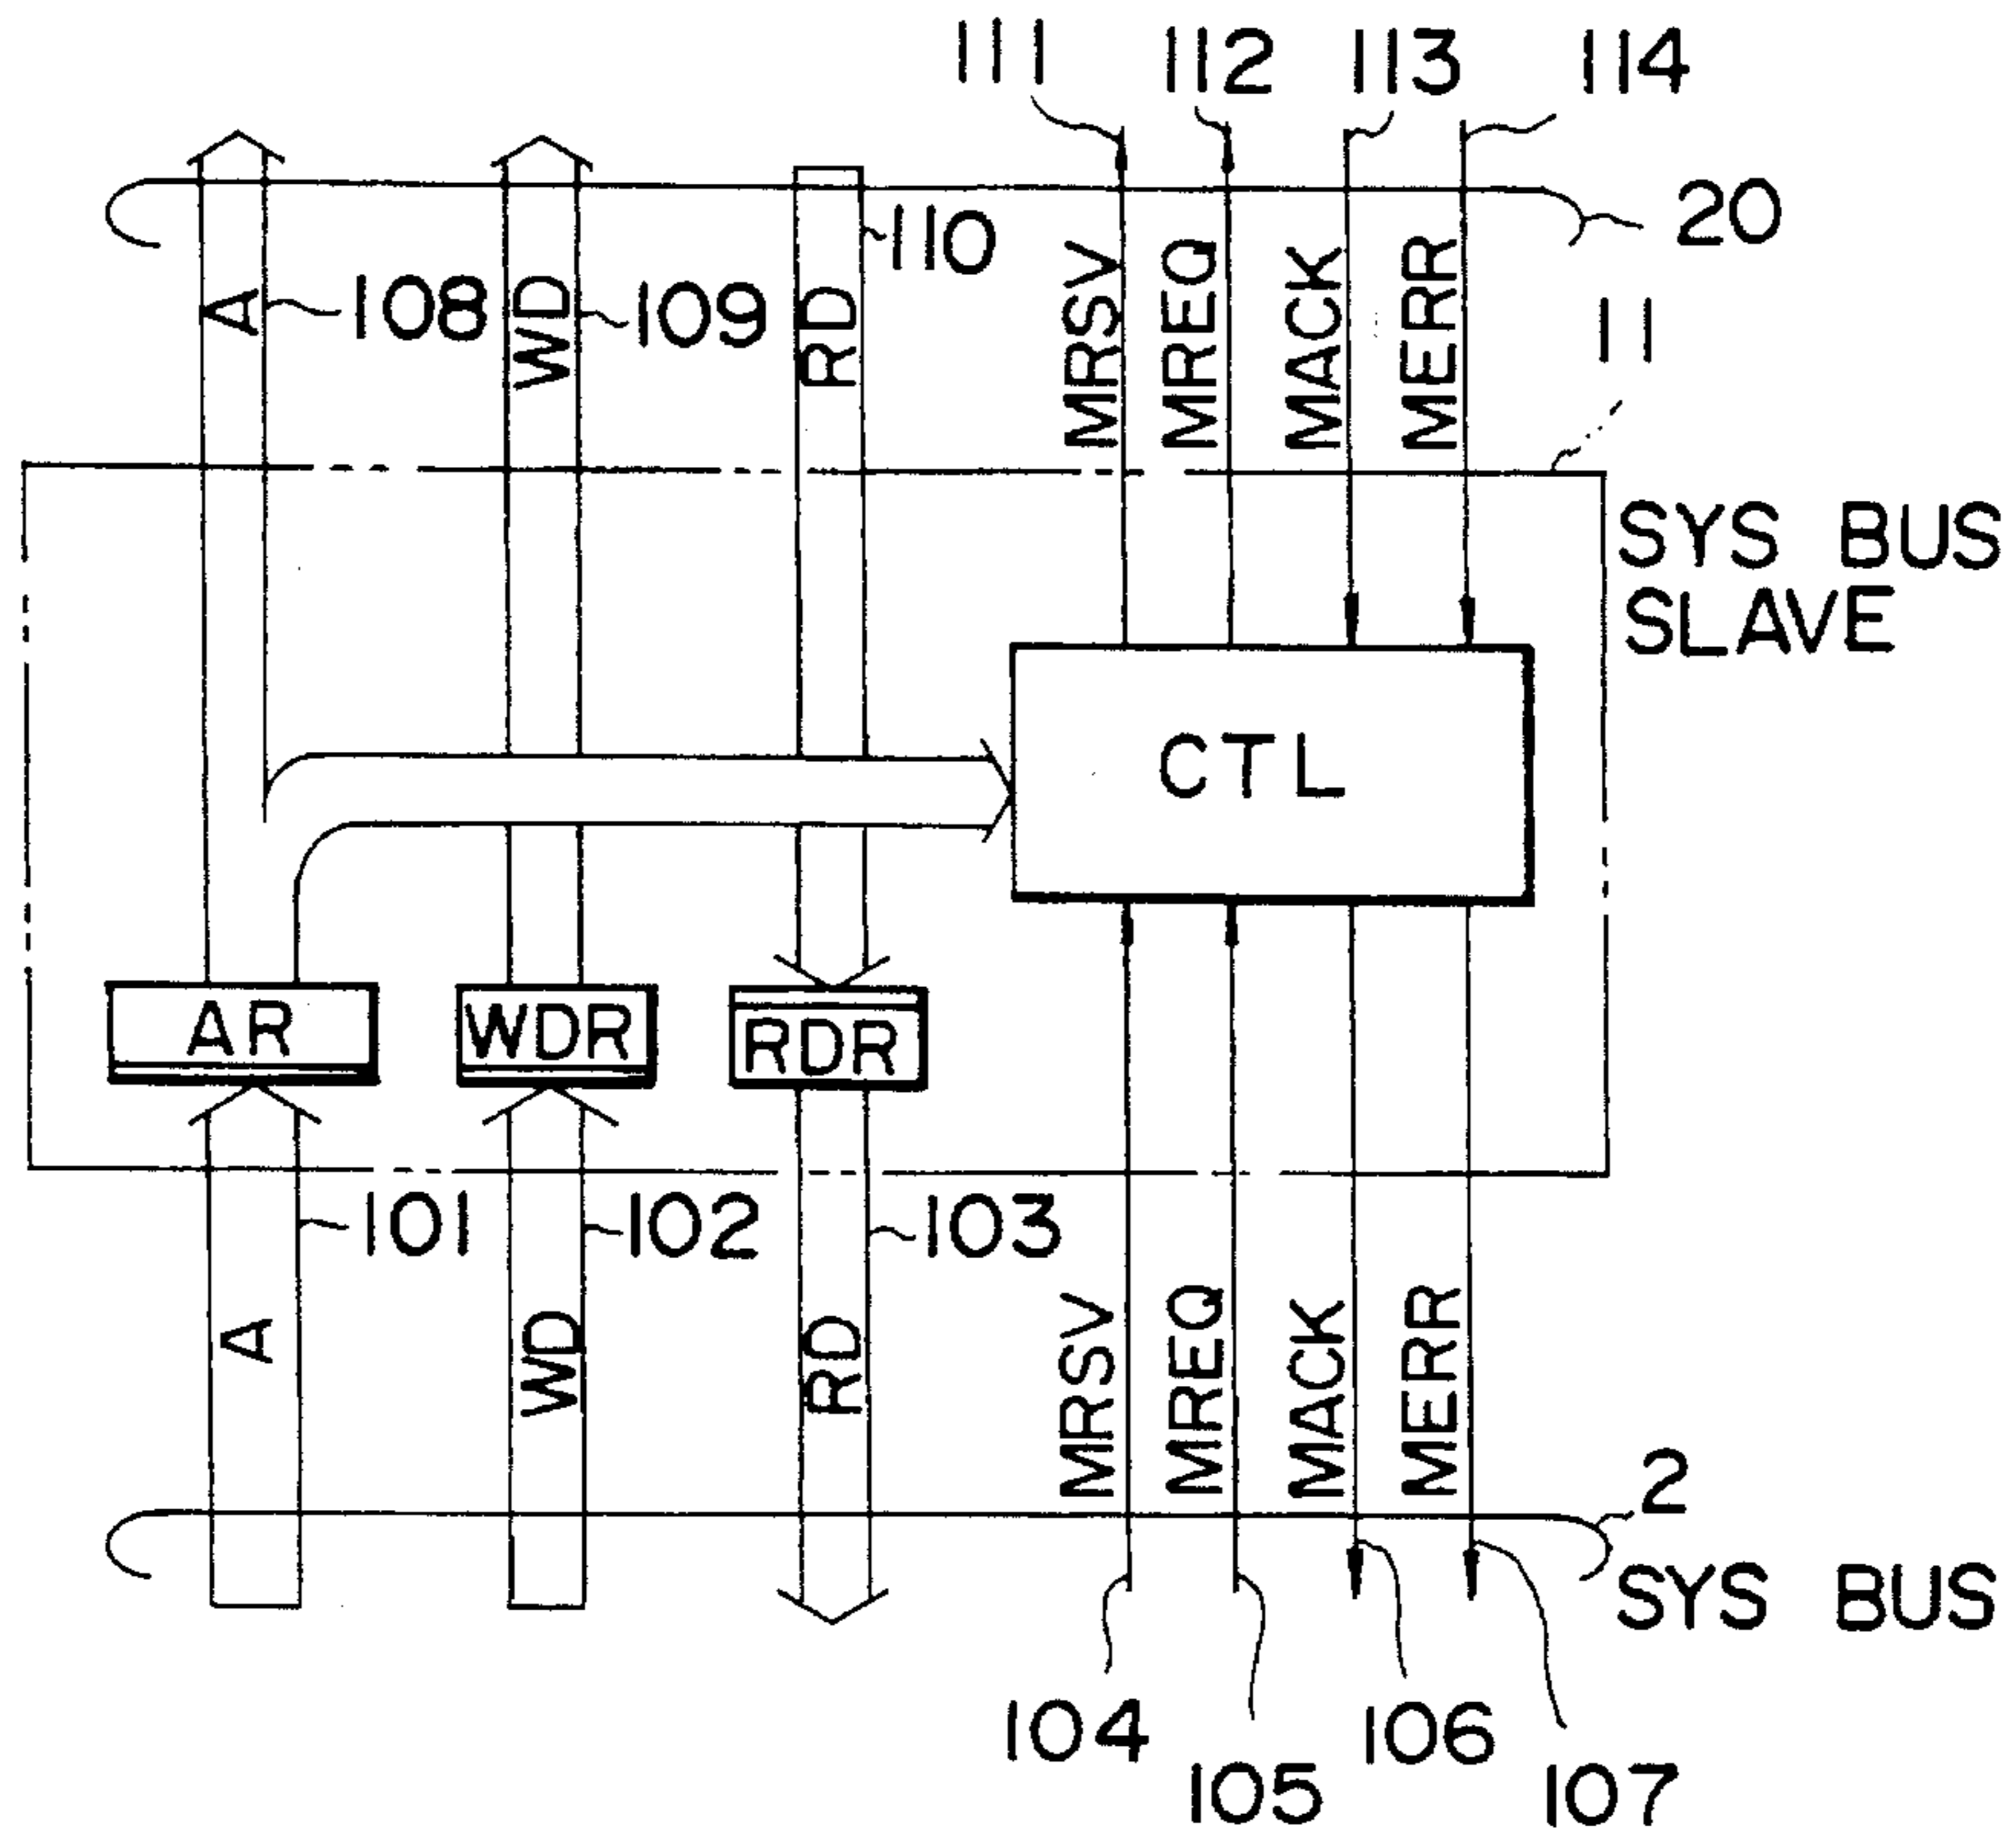 111 112 113 114
20
110
A 108 WD 109 RD MRSV MREQ MACK MERR
11
SYS BUS
SLAVE
CTL
AR WDR RDR
101 102 103
A WD RD MRSV MREQ MACK MERR
2
SYS BUS
104 106
105 107